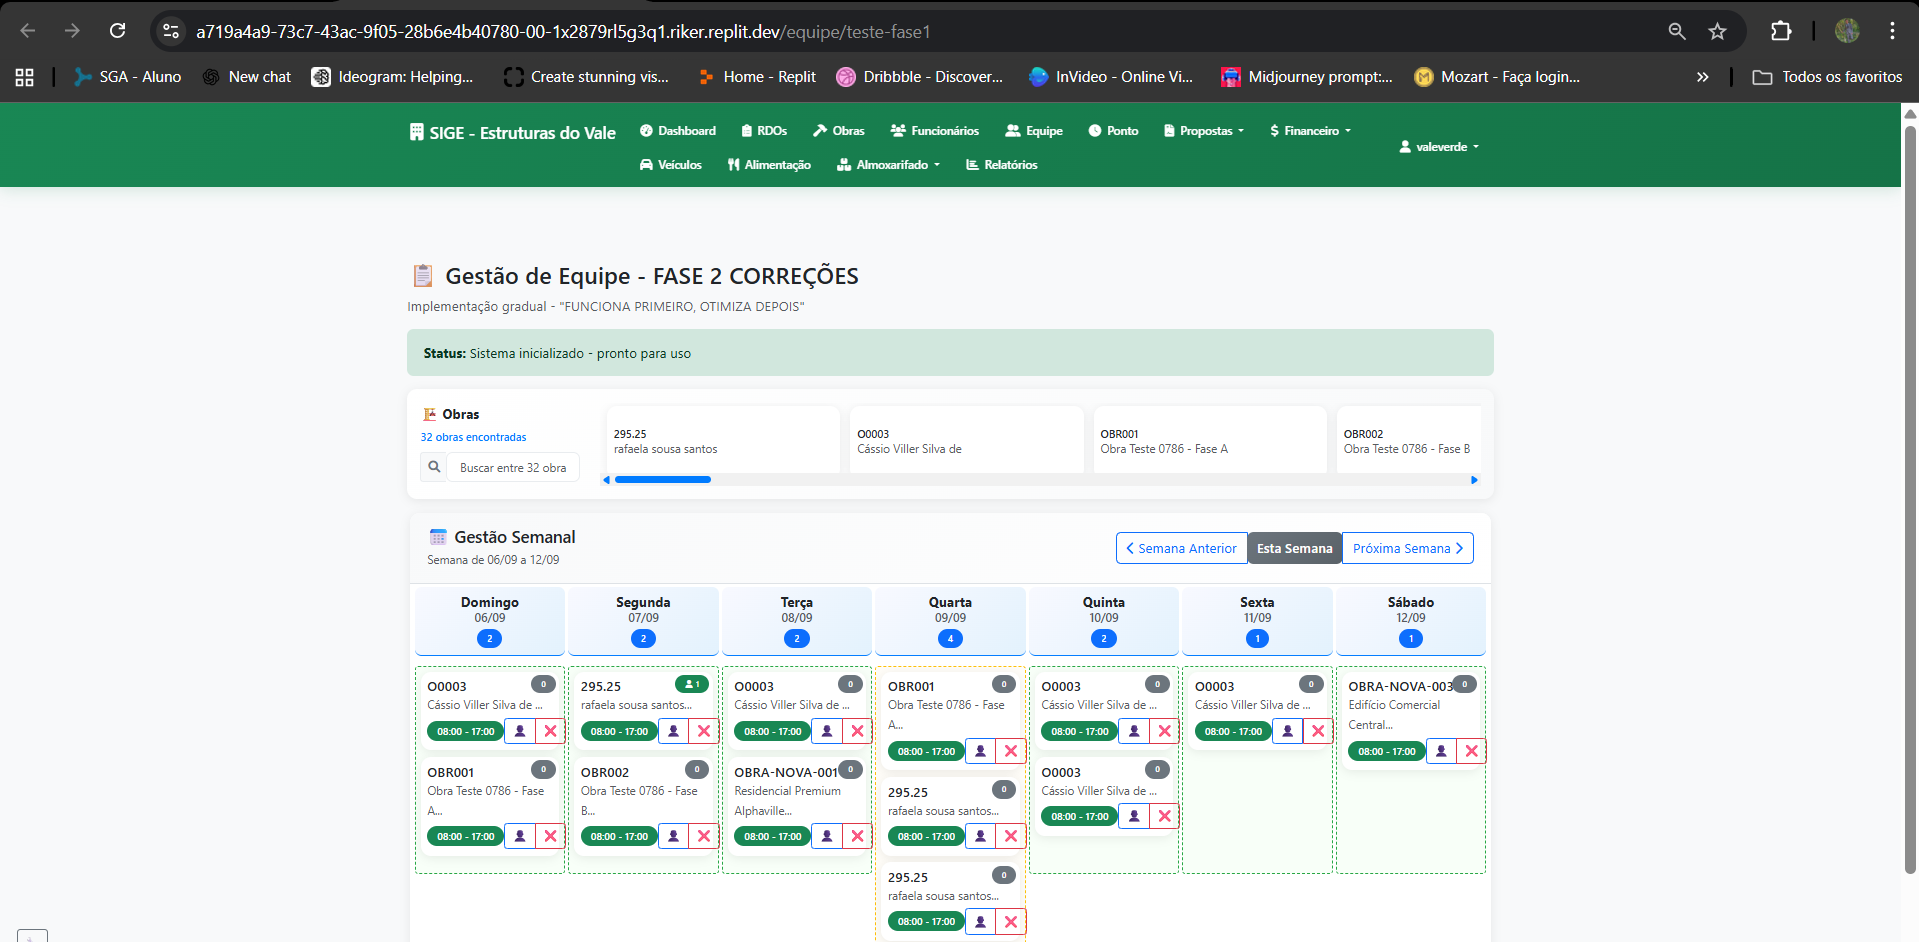 a719a4a9-73c7-43ac-9f05-28b6e4b40780-00-1x2879rl5g3q1.riker.replit.dev/equipe/teste-fase1
SGA - Aluno
New chat
Ideogram: Helping...
Create stunning vis...
Home - Replit
Dribbble - Discover...
InVideo - Online Vi...
Midjourney prompt:...
Mozart - Faça login...
»
Todos os favoritos
SIGE - Estruturas do Vale
Dashboard
RDOs
Obras
Funcionários
Equipe
Ponto
Propostas
Financeiro
Veículos
Alimentação
Almoxarifado
Relatórios
valeverde
Gestão de Equipe - FASE 2 CORREÇÕES
Implementação gradual - "FUNCIONA PRIMEIRO, OTIMIZA DEPOIS"
Status: Sistema inicializado - pronto para uso
Obras
32 obras encontradas
Buscar entre 32 obra
295.25
rafaela sousa santos
O0003
Cássio Viller Silva de
OBR001
Obra Teste 0786 - Fase A
OBR002
Obra Teste 0786 - Fase B
Gestão Semanal
Semana de 06/09 a 12/09
Semana Anterior
Esta Semana
Próxima Semana
Domingo
06/09
2
O0003
0
Cássio Viller Silva de ...
08:00 - 17:00
OBR001
0
Obra Teste 0786 - Fase
A...
08:00 - 17:00
Segunda
07/09
2
295.25
1
rafaela sousa santos...
08:00 - 17:00
OBR002
0
Obra Teste 0786 - Fase
B...
08:00 - 17:00
Terça
08/09
2
O0003
0
Cássio Viller Silva de ...
08:00 - 17:00
OBRA-NOVA-001
0
Residencial Premium
Alphaville...
08:00 - 17:00
Quarta
09/09
4
OBR001
0
Obra Teste 0786 - Fase
A...
08:00 - 17:00
295.25
0
rafaela sousa santos...
08:00 - 17:00
295.25
0
rafaela sousa santos...
08:00 - 17:00
Quinta
10/09
2
O0003
0
Cássio Viller Silva de ...
08:00 - 17:00
O0003
0
Cássio Viller Silva de ...
08:00 - 17:00
Sexta
11/09
1
O0003
0
Cássio Viller Silva de ...
08:00 - 17:00
Sábado
12/09
1
OBRA-NOVA-003
0
Edifício Comercial
Central...
08:00 - 17:00